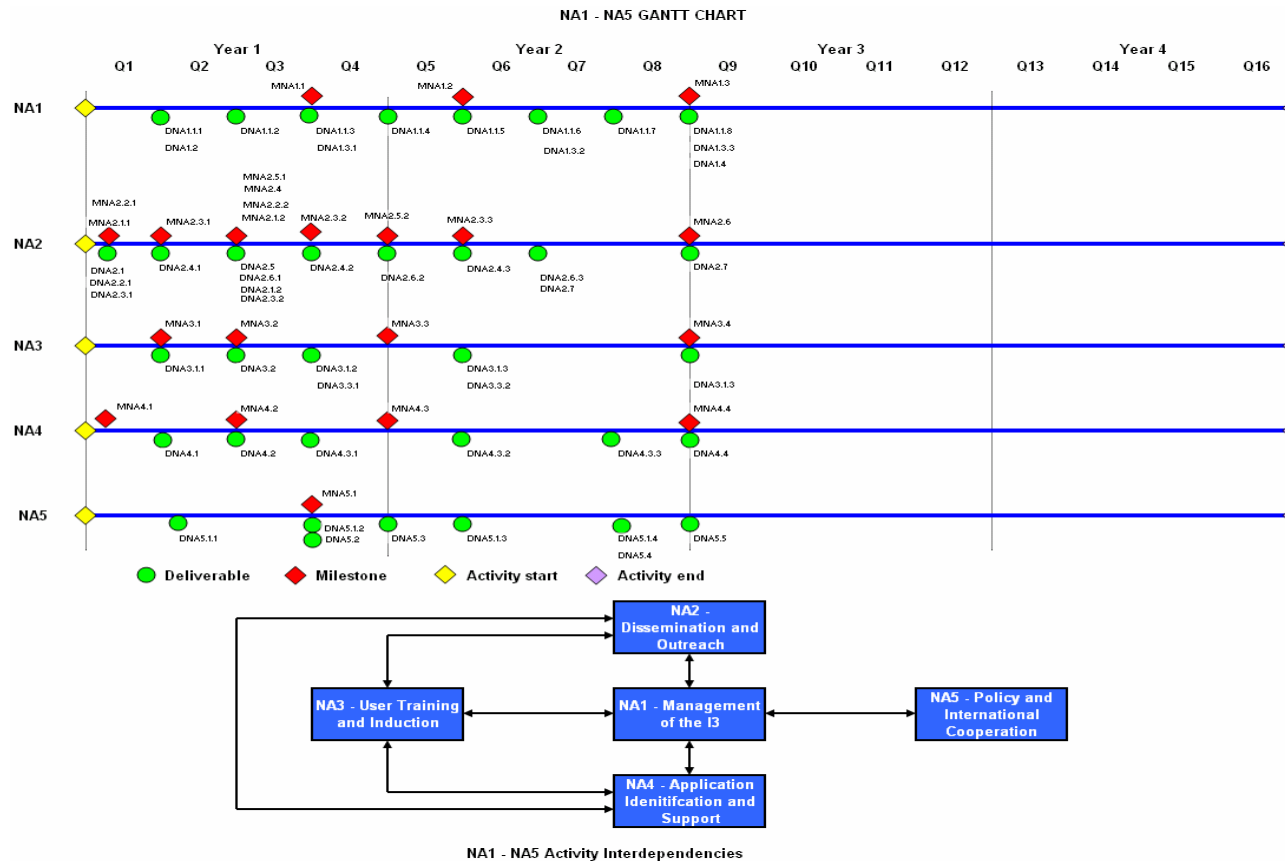 NA1 - NA5 GANTT CHART
Year 1 Year 2 Year 3 Year 4
Q1 Q2 Q3 Q4 Q5 Q6 Q7 Q8 Q9 Q10 Q11 Q12 Q13 Q14 Q15 Q16
MNA1.1 MNA1.2 MNA1.3
NA1
DNA1.1.1 DNA1.1.2 DNA1.1.3 DNA1.1.4 DNA1.1.5 DNA1.1.6 DNA1.1.7 DNA1.1.8
DNA1.2 DNA1.3.1 DNA1.3.2 DNA1.3.3
DNA1.4
MNA2.5.1
MNA2.4
MNA2.2.1 MNA2.2.2
MNA2.1.1 MNA2.3.1 MNA2.1.2 MNA2.3.2 MNA2.5.2 MNA2.3.3 MNA2.6
NA2
DNA2.1 DNA2.4.1 DNA2.5 DNA2.4.2 DNA2.6.2 DNA2.4.3 DNA2.6.3 DNA2.7
DNA2.2.1 DNA2.6.1 DNA2.7
DNA2.3.1 DNA2.1.2
DNA2.3.2
MNA3.1 MNA3.2 MNA3.3 MNA3.4
NA3
DNA3.1.1 DNA3.2 DNA3.1.2 DNA3.1.3
DNA3.3.1 DNA3.3.2 DNA3.1.3
MNA4.1 MNA4.2 MNA4.3 MNA4.4
NA4
DNA4.1 DNA4.2 DNA4.3.1 DNA4.3.2 DNA4.3.3 DNA4.4
MNA5.1
NA5
DNA5.1.1 DNA5.1.2 DNA5.3 DNA5.1.3 DNA5.1.4 DNA5.5
DNA5.2 DNA5.4
Deliverable Milestone Activity start Activity end
NA2 -
Dissemination and
Outreach
NA3 - User Training
and Induction
NA1 - Management
of the I3
NA5 - Policy and
International
Cooperation
NA4 - Application
Idenitifcation and
Support
NA1 - NA5 Activity Interdependencies